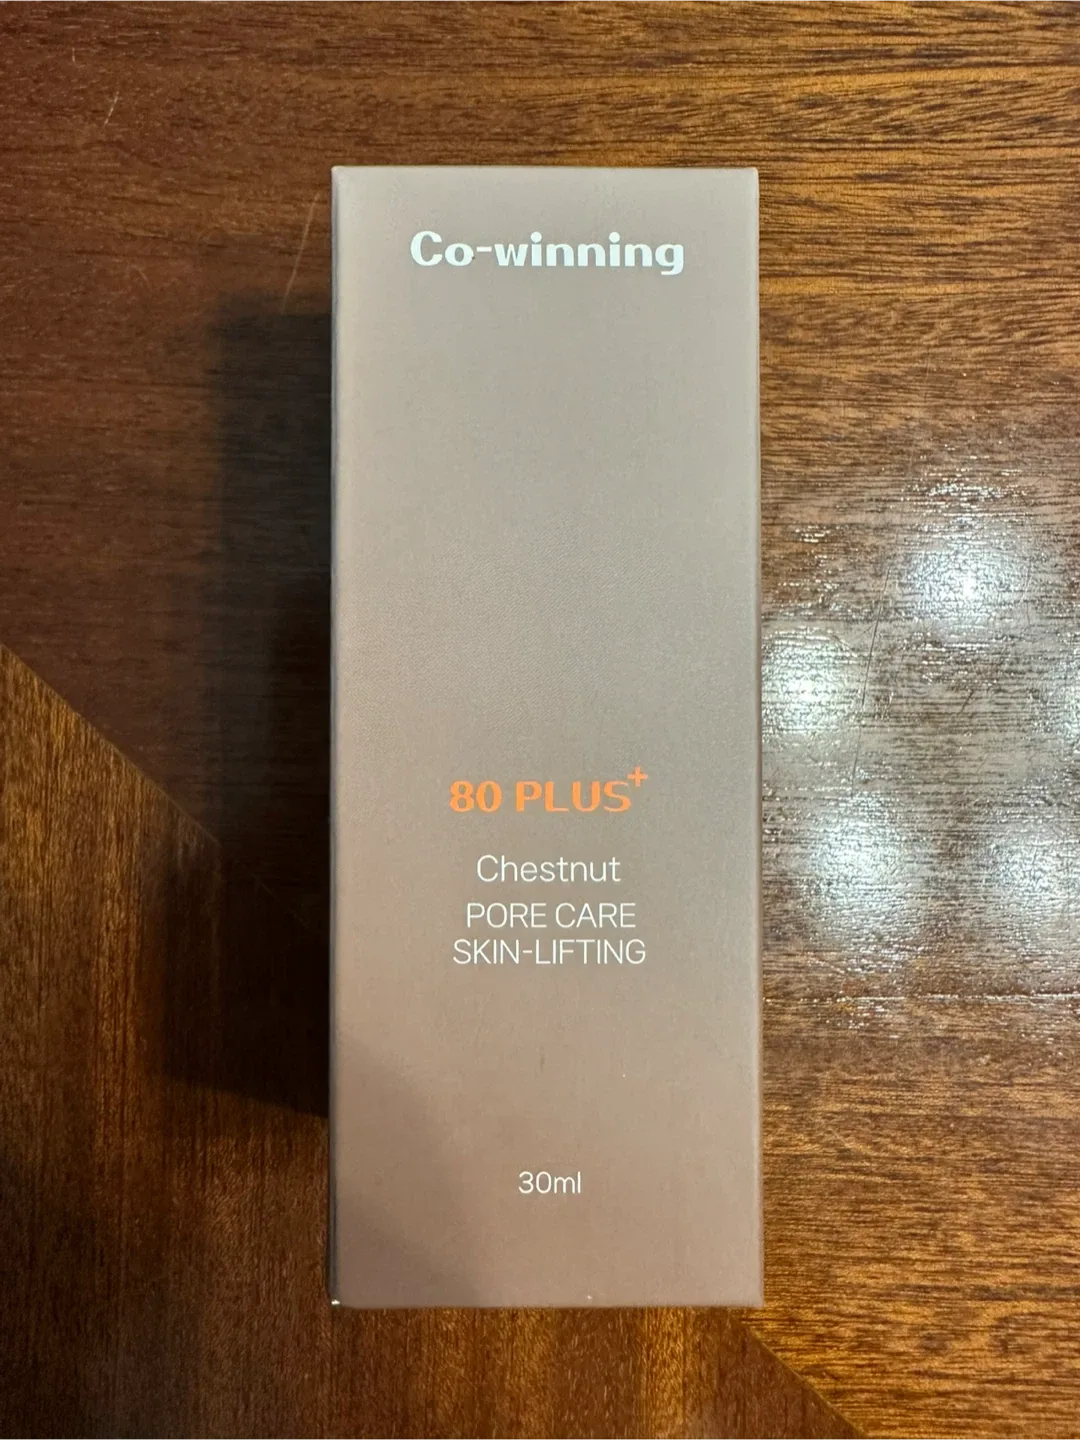 Co-winning
80 PLUS+
Chestnut
PORE CARE
SKIN-LIFTING
30ml